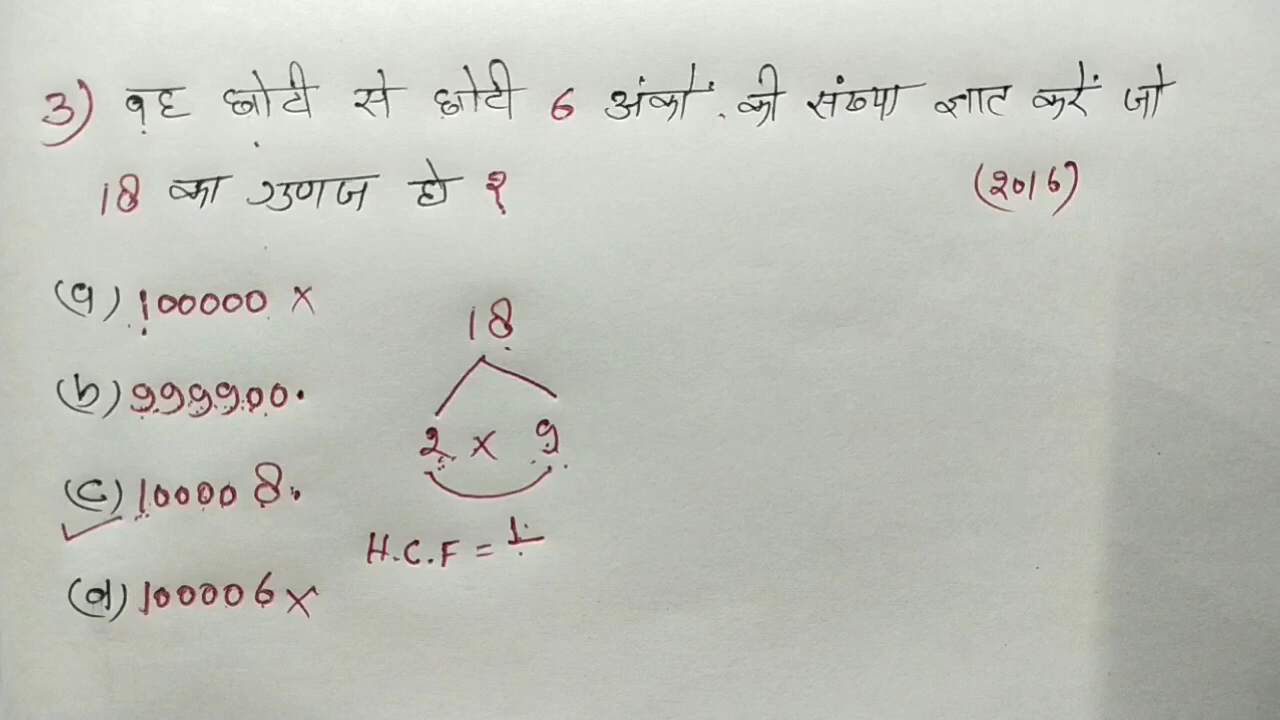 3) वह छोटी से छोटी 6 अंकों की संख्या ज्ञात करें जो
18 का गुणज हो ?
(2016)
(a) 100000 ×
(b) 999900
(c) 100008
(d) 100006 ×
18
2 × 9
H.C.F = 1